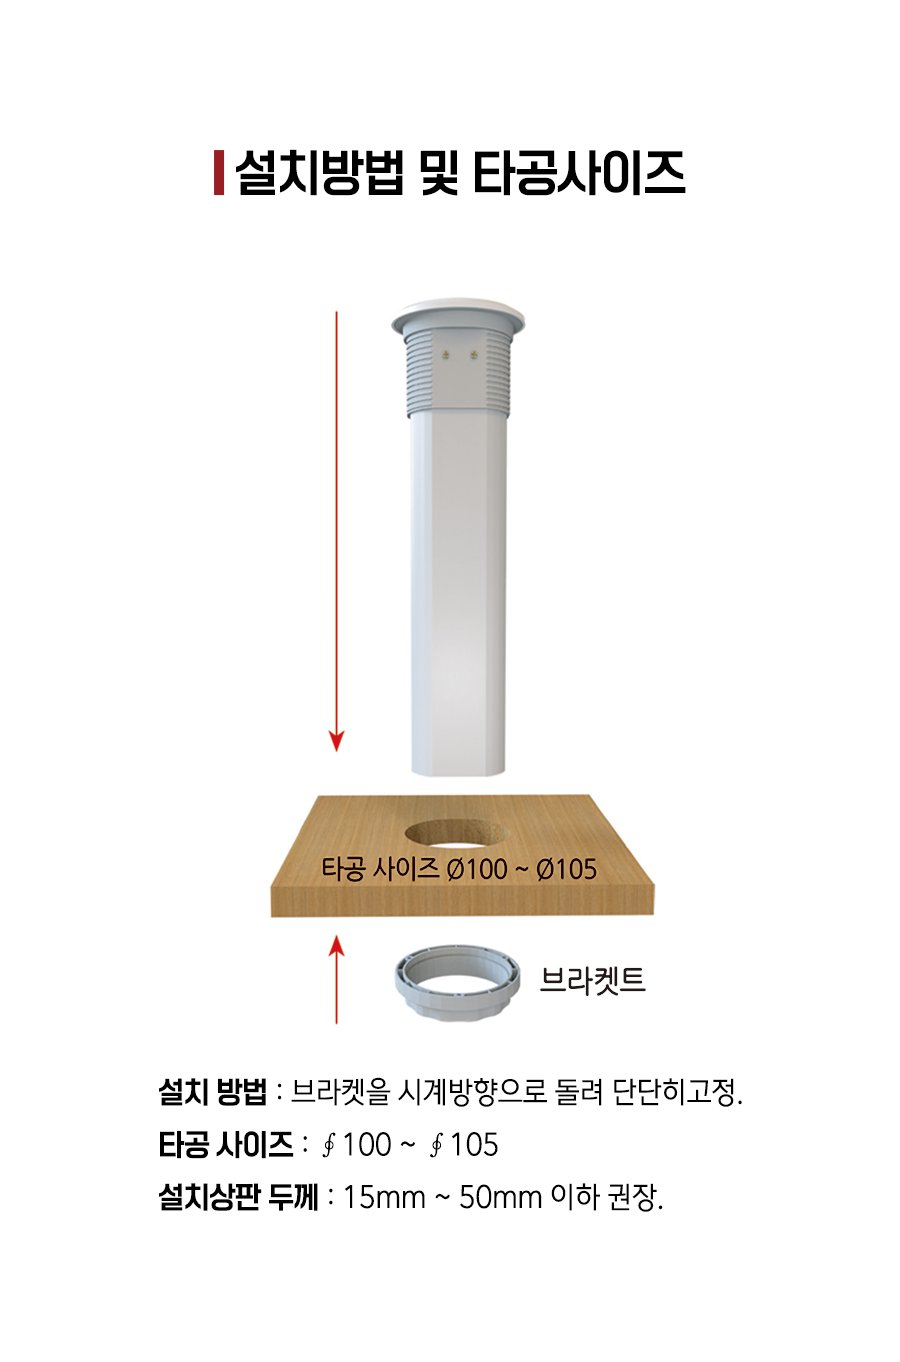 설치방법 및 타공사이즈
타공 사이즈 Ø100 ~ Ø105
브라켓트
설치 방법 : 브라켓을 시계방향으로 돌려 단단히고정.
타공 사이즈 : ∮100 ~ ∮105
설치상판 두께 : 15mm ~ 50mm 이하 권장.